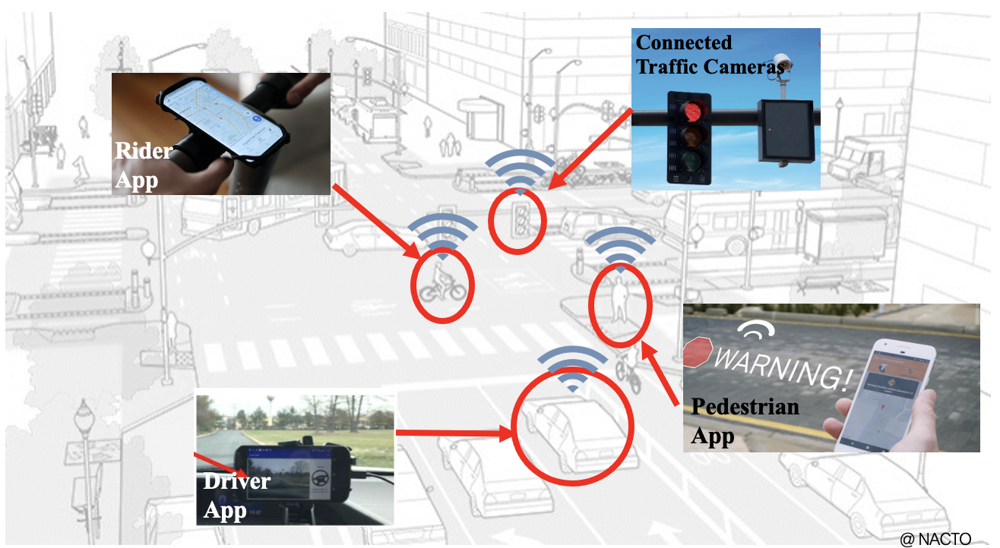 Connected
Traffic Cameras
Rider
App
WARNING!
Pedestrian
App
Driver
App
@ NACTO